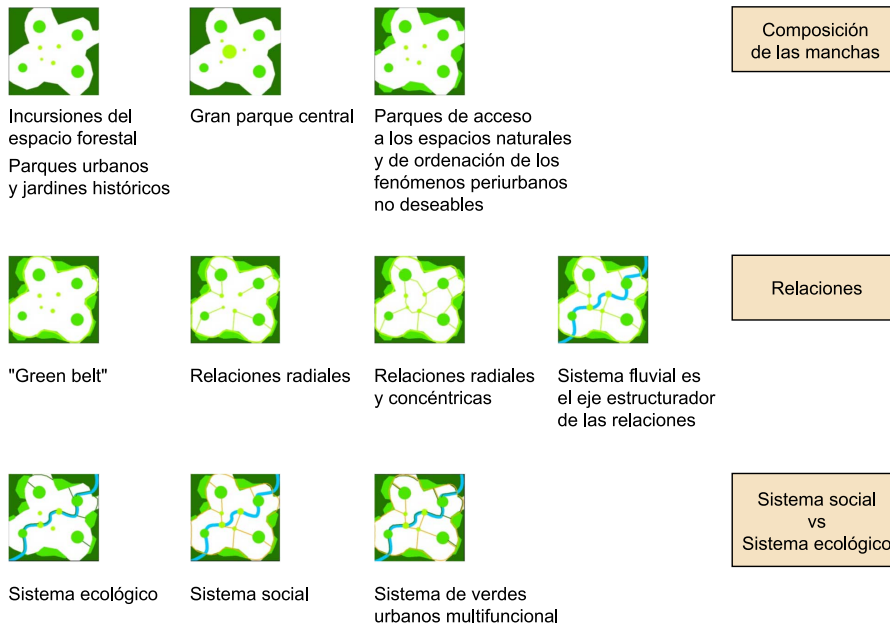 Composición
de las manchas
Incursiones del
espacio forestal
Parques urbanos
y jardines históricos
Gran parque central
Parques de acceso
a los espacios naturales
y de ordenación de los
fenómenos periurbanos
no deseables
Relaciones
"Green belt"
Relaciones radiales
Relaciones radiales
y concéntricas
Sistema fluvial es
el eje estructurador
de las relaciones
Sistema social
vs
Sistema ecológico
Sistema ecológico
Sistema social
Sistema de verdes
urbanos multifuncional